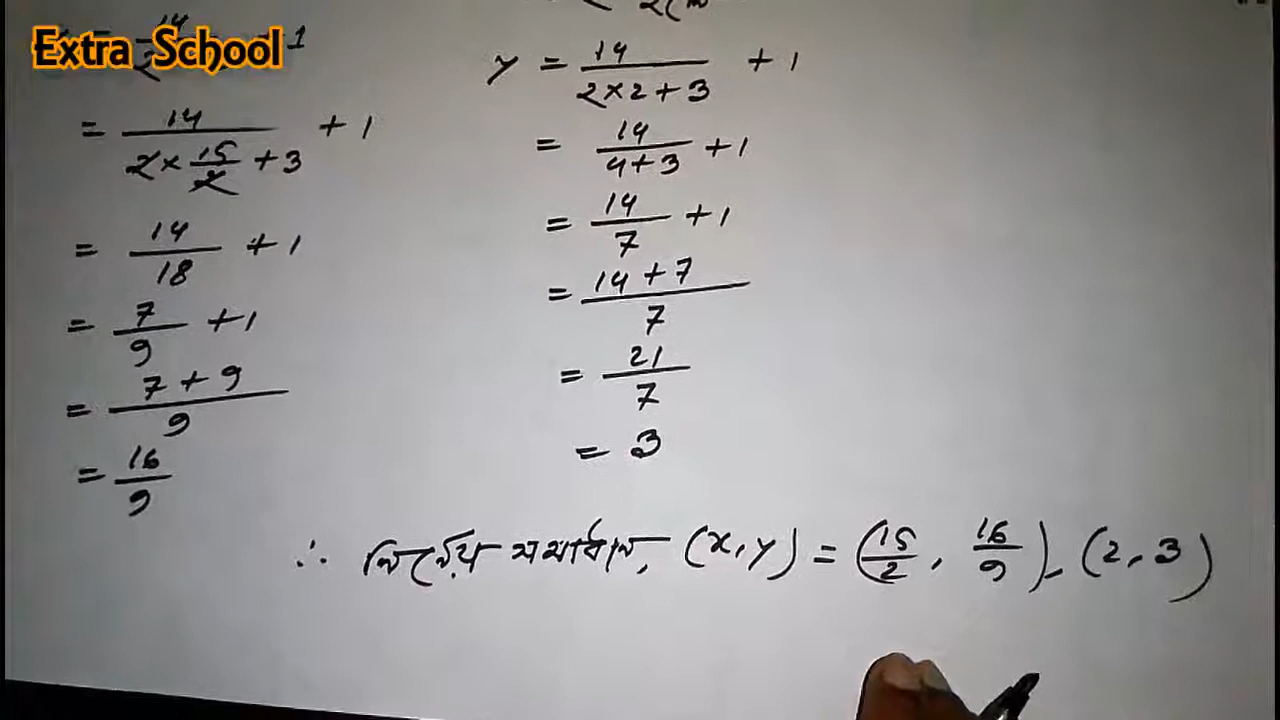 Extra School
+ 1
= 14 / (2 × 15/2 + 3) + 1
= 14/18 + 1
= 7/9 + 1
= (7 + 9)/9
= 16/9
y = 14 / (2×2 + 3) + 1
= 14/(4+3) + 1
= 14/7 + 1
= (14 + 7)/7
= 21/7
= 3
∴ নির্ণেয় সমাধান, (x, y) = (15/2, 16/9), (2, 3)